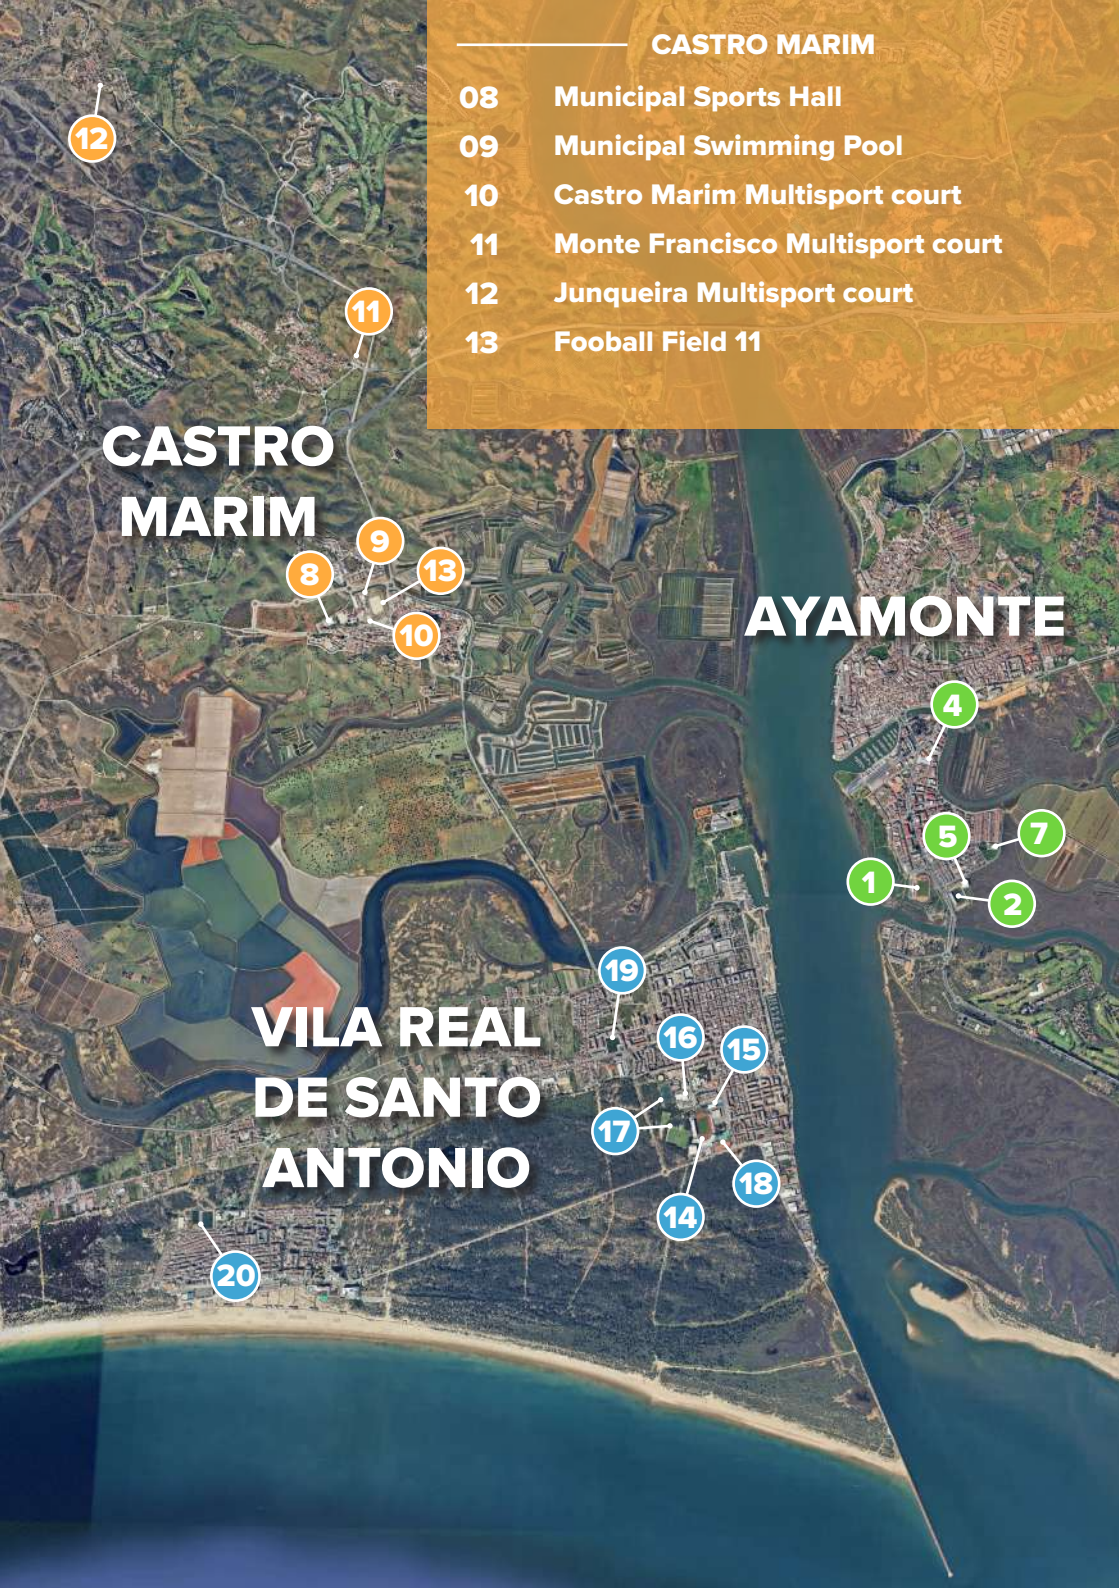 CASTRO MARIM
08 Municipal Sports Hall
09 Municipal Swimming Pool
10 Castro Marim Multisport court
11 Monte Francisco Multisport court
12 Junqueira Multisport court
13 Fooball Field 11
12
11
CASTRO
MARIM
9
8
13
10
AYAMONTE
4
5
7
1
2
19
VILA REAL
DE SANTO
ANTONIO
16
15
17
18
14
20